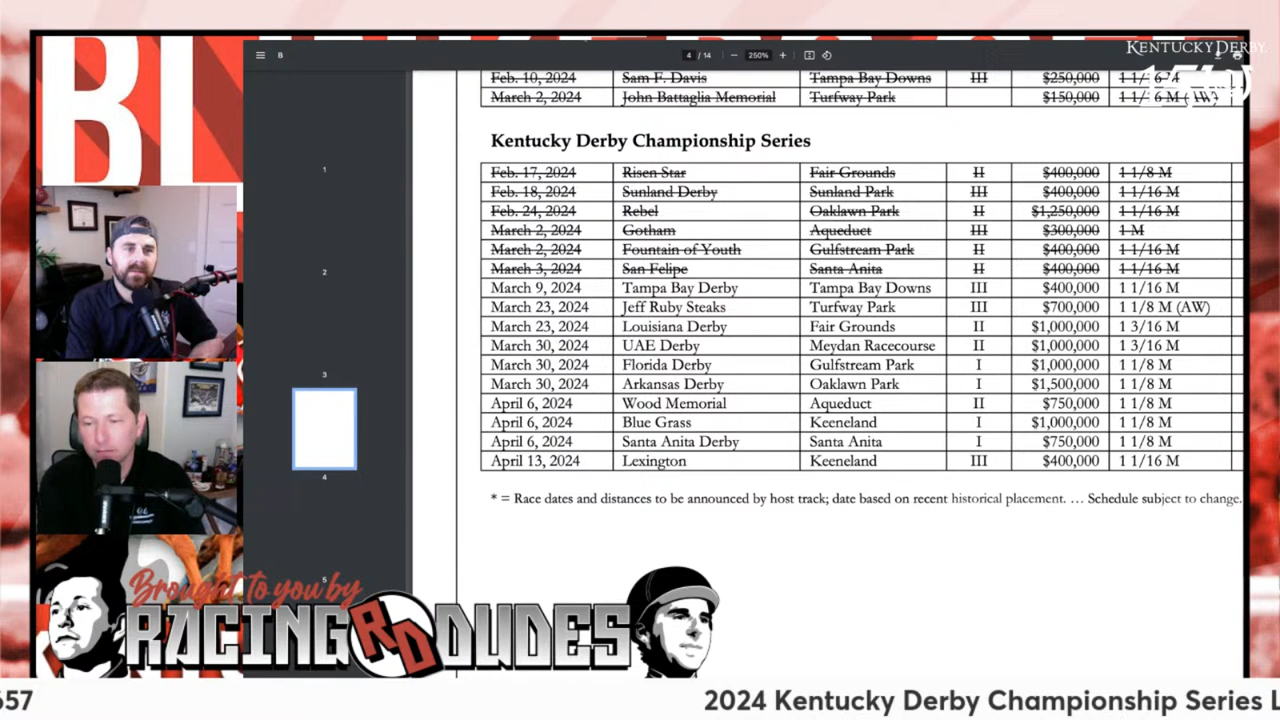 BL
B
4 / 14
250%
KENTUCKY DERBY
150
1
2
3
4
5
Feb. 10, 2024 Sam F. Davis Tampa Bay Downs III $250,000 1 1/16 M
March 2, 2024 John Battaglia Memorial Turfway Park $150,000 1 1/16 M (AW)
Kentucky Derby Championship Series
Feb. 17, 2024 Risen Star Fair Grounds II $400,000 1 1/8 M
Feb. 18, 2024 Sunland Derby Sunland Park III $400,000 1 1/16 M
Feb. 24, 2024 Rebel Oaklawn Park II $1,250,000 1 1/16 M
March 2, 2024 Gotham Aqueduct III $300,000 1 M
March 2, 2024 Fountain of Youth Gulfstream Park II $400,000 1 1/16 M
March 3, 2024 San Felipe Santa Anita II $400,000 1 1/16 M
March 9, 2024 Tampa Bay Derby Tampa Bay Downs III $400,000 1 1/16 M
March 23, 2024 Jeff Ruby Steaks Turfway Park III $700,000 1 1/8 M (AW)
March 23, 2024 Louisiana Derby Fair Grounds II $1,000,000 1 3/16 M
March 30, 2024 UAE Derby Meydan Racecourse II $1,000,000 1 3/16 M
March 30, 2024 Florida Derby Gulfstream Park I $1,000,000 1 1/8 M
March 30, 2024 Arkansas Derby Oaklawn Park I $1,500,000 1 1/8 M
April 6, 2024 Wood Memorial Aqueduct II $750,000 1 1/8 M
April 6, 2024 Blue Grass Keeneland I $1,000,000 1 1/8 M
April 6, 2024 Santa Anita Derby Santa Anita I $750,000 1 1/8 M
April 13, 2024 Lexington Keeneland III $400,000 1 1/16 M
* = Race dates and distances to be announced by host track; date based on recent historical placement. … Schedule subject to change.
Brought to you by
RACING RD DUDES
657 2024 Kentucky Derby Championship Series L